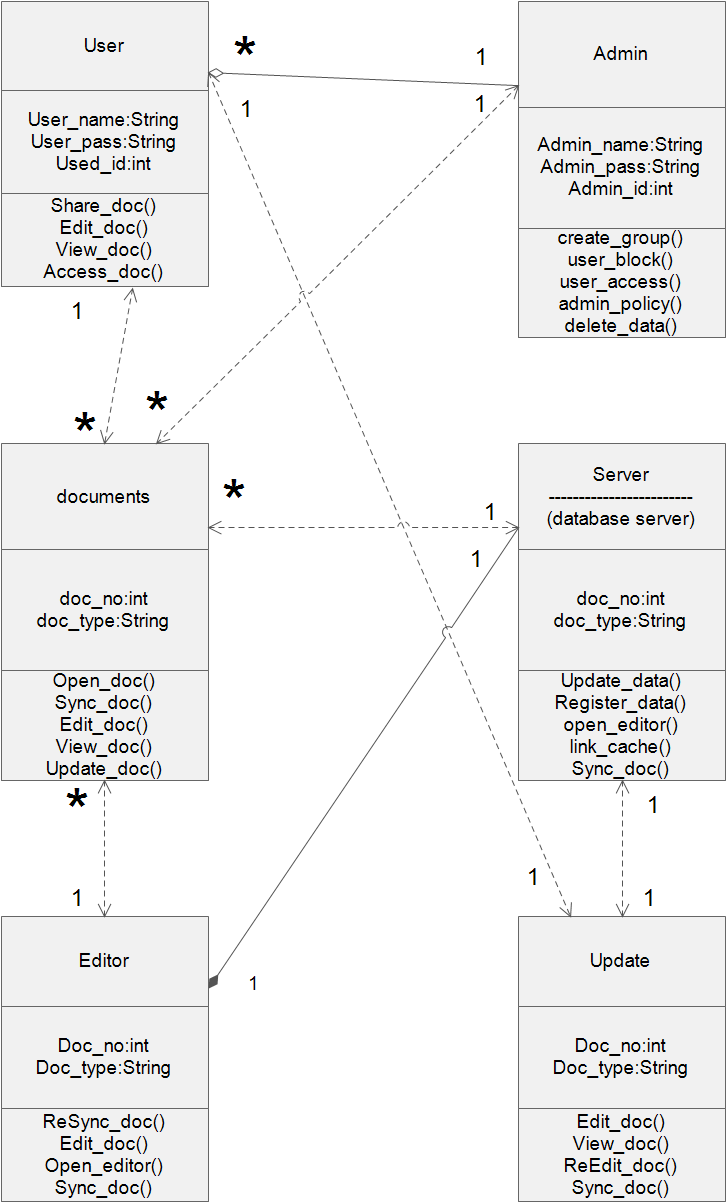 User
User_name:String
User_pass:String
Used_id:int
Share_doc()
Edit_doc()
View_doc()
Access_doc()
*
1
1
1
Admin
Admin_name:String
Admin_pass:String
Admin_id:int
create_group()
user_block()
user_access()
admin_policy()
delete_data()
1
*
*
documents
doc_no:int
doc_type:String
Open_doc()
Sync_doc()
Edit_doc()
View_doc()
Update_doc()
*
1
1
Server
------------------------
(database server)
doc_no:int
doc_type:String
Update_data()
Register_data()
open_editor()
link_cache()
Sync_doc()
*
1
1
1
1
1
Editor
Doc_no:int
Doc_type:String
ReSync_doc()
Edit_doc()
Open_editor()
Sync_doc()
1
Update
Doc_no:int
Doc_type:String
Edit_doc()
View_doc()
ReEdit_doc()
Sync_doc()